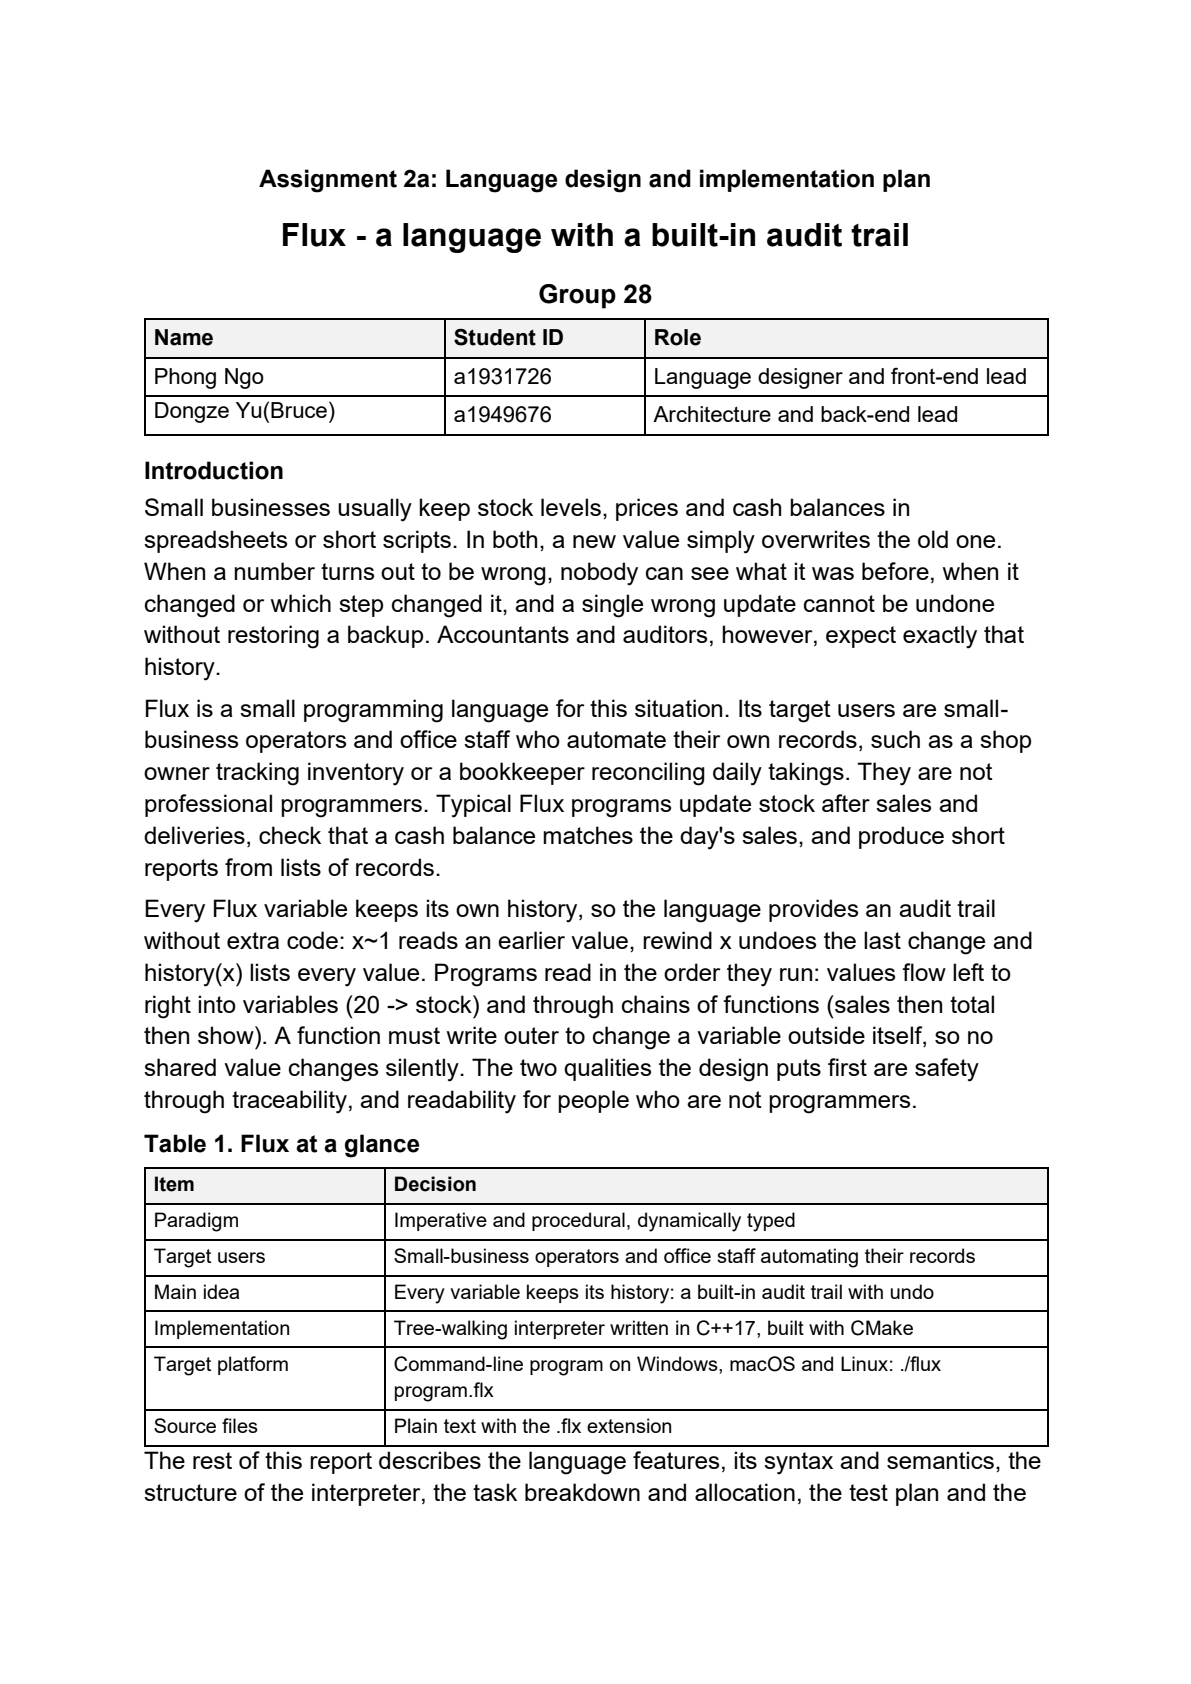 Assignment 2a: Language design and implementation plan
Flux - a language with a built-in audit trail
Group 28
Name Student ID Role
Phong Ngo a1931726 Language designer and front-end lead
Dongze Yu(Bruce) a1949676 Architecture and back-end lead
Introduction
Small businesses usually keep stock levels, prices and cash balances in
spreadsheets or short scripts. In both, a new value simply overwrites the old one.
When a number turns out to be wrong, nobody can see what it was before, when it
changed or which step changed it, and a single wrong update cannot be undone
without restoring a backup. Accountants and auditors, however, expect exactly that
history.
Flux is a small programming language for this situation. Its target users are small-
business operators and office staff who automate their own records, such as a shop
owner tracking inventory or a bookkeeper reconciling daily takings. They are not
professional programmers. Typical Flux programs update stock after sales and
deliveries, check that a cash balance matches the day's sales, and produce short
reports from lists of records.
Every Flux variable keeps its own history, so the language provides an audit trail
without extra code: x~1 reads an earlier value, rewind x undoes the last change and
history(x) lists every value. Programs read in the order they run: values flow left to
right into variables (20 -> stock) and through chains of functions (sales then total
then show). A function must write outer to change a variable outside itself, so no
shared value changes silently. The two qualities the design puts first are safety
through traceability, and readability for people who are not programmers.
Table 1. Flux at a glance
Item Decision
Paradigm Imperative and procedural, dynamically typed
Target users Small-business operators and office staff automating their records
Main idea Every variable keeps its history: a built-in audit trail with undo
Implementation Tree-walking interpreter written in C++17, built with CMake
Target platform Command-line program on Windows, macOS and Linux: ./flux
program.flx
Source files Plain text with the .flx extension
The rest of this report describes the language features, its syntax and semantics, the
structure of the interpreter, the task breakdown and allocation, the test plan and the